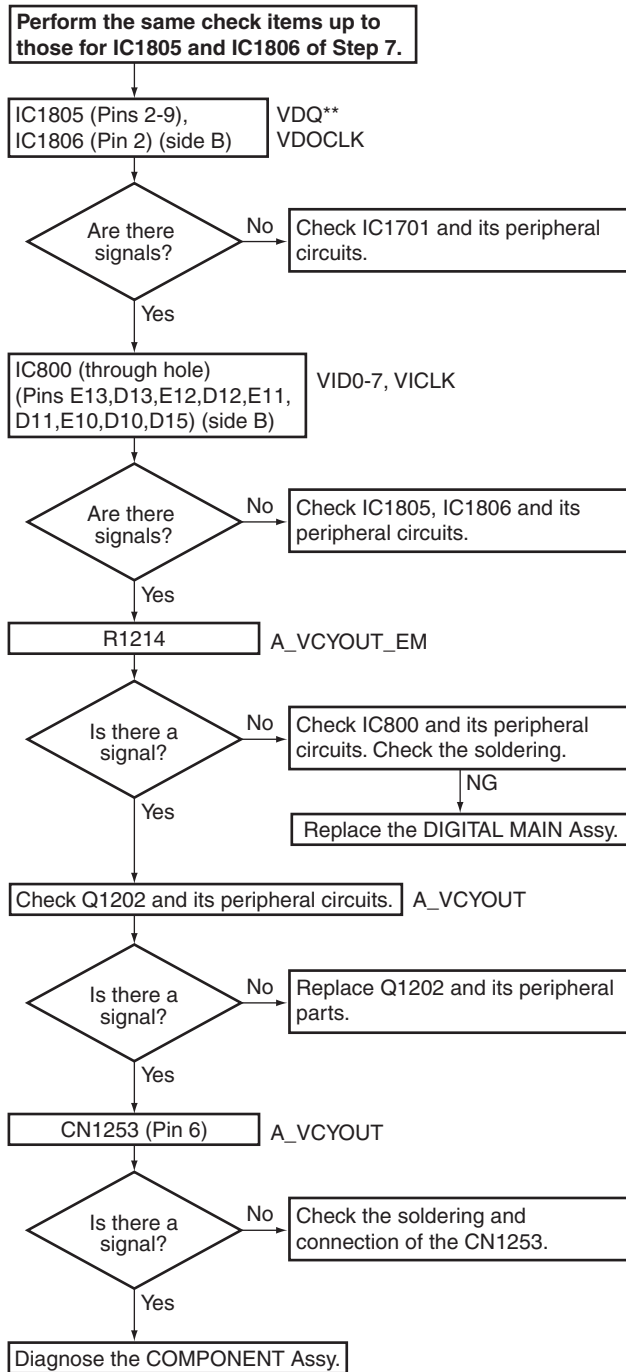 Perform the same check items up to
those for IC1805 and IC1806 of Step 7.
IC1805 (Pins 2-9),
IC1806 (Pin 2) (side B)
VDQ**
VDOCLK
Are there
signals?
No
Check IC1701 and its peripheral
circuits.
Yes
IC800 (through hole)
(Pins E13,D13,E12,D12,E11,
D11,E10,D10,D15) (side B)
VID0-7, VICLK
Are there
signals?
No
Check IC1805, IC1806 and its
peripheral circuits.
Yes
R1214
A_VCYOUT_EM
Is there a
signal?
No
Check IC800 and its peripheral
circuits. Check the soldering.
NG
Replace the DIGITAL MAIN Assy.
Yes
Check Q1202 and its peripheral circuits.
A_VCYOUT
Is there a
signal?
No
Replace Q1202 and its peripheral
parts.
Yes
CN1253 (Pin 6)
A_VCYOUT
Is there a
signal?
No
Check the soldering and
connection of the CN1253.
Yes
Diagnose the COMPONENT Assy.